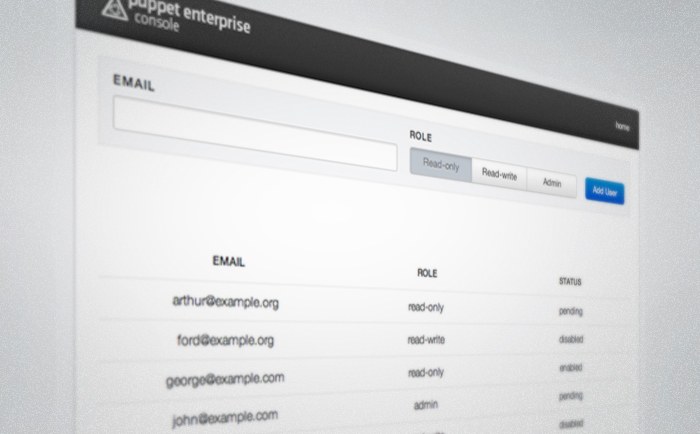 puppet enterprise
console
home
EMAIL
ROLE
Read-only Read-write Admin Add User
EMAIL ROLE STATUS
arthur@example.org read-only pending
ford@example.org read-write disabled
george@example.com read-only enabled
john@example.com admin pending
read-write disabled